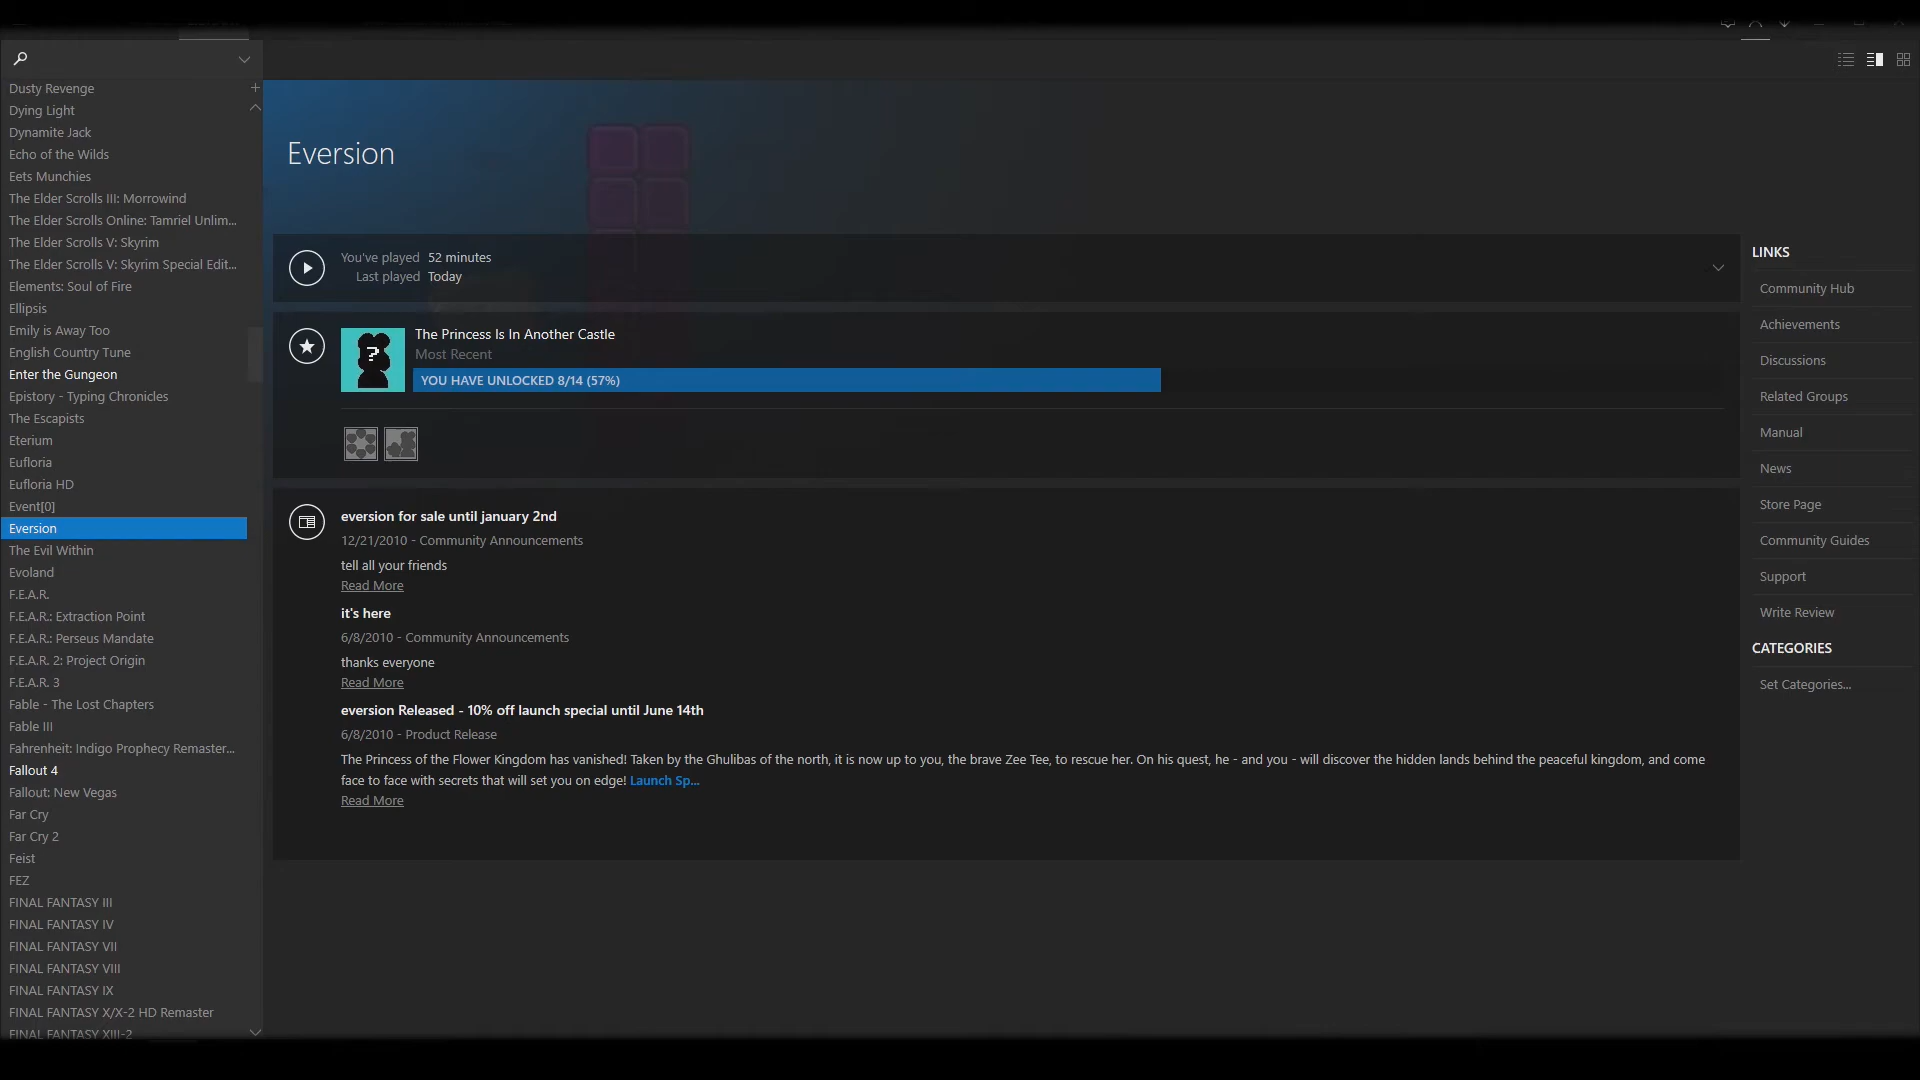 Dusty Revenge
Dying Light
Dynamite Jack
Echo of the Wilds
Eets Munchies
The Elder Scrolls III: Morrowind
The Elder Scrolls Online: Tamriel Unlim...
The Elder Scrolls V: Skyrim
The Elder Scrolls V: Skyrim Special Edit...
Elements: Soul of Fire
Ellipsis
Emily is Away Too
English Country Tune
Enter the Gungeon
Epistory - Typing Chronicles
The Escapists
Eterium
Eufloria
Eufloria HD
Event[0]
Eversion
The Evil Within
Evoland
F.E.A.R.
F.E.A.R.: Extraction Point
F.E.A.R.: Perseus Mandate
F.E.A.R. 2: Project Origin
F.E.A.R. 3
Fable - The Lost Chapters
Fable III
Fahrenheit: Indigo Prophecy Remaster...
Fallout 4
Fallout: New Vegas
Far Cry
Far Cry 2
Feist
FEZ
FINAL FANTASY III
FINAL FANTASY IV
FINAL FANTASY VII
FINAL FANTASY VIII
FINAL FANTASY IX
FINAL FANTASY X/X-2 HD Remaster
FINAL FANTASY XIII-2
Eversion
You've played 52 minutes
Last played Today
The Princess Is In Another Castle
Most Recent
YOU HAVE UNLOCKED 8/14 (57%)
eversion for sale until january 2nd
12/21/2010 - Community Announcements
tell all your friends
Read More
it's here
6/8/2010 - Community Announcements
thanks everyone
Read More
eversion Released - 10% off launch special until June 14th
6/8/2010 - Product Release
The Princess of the Flower Kingdom has vanished! Taken by the Ghulibas of the north, it is now up to you, the brave Zee Tee, to rescue her. On his quest, he - and you - will discover the hidden lands behind the peaceful kingdom, and come
face to face with secrets that will set you on edge! Launch Sp...
Read More
LINKS
Community Hub
Achievements
Discussions
Related Groups
Manual
News
Store Page
Community Guides
Support
Write Review
CATEGORIES
Set Categories...